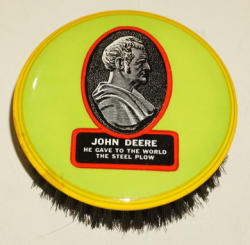 JOHN DEERE
HE GAVE TO THE WORLD
THE STEEL PLOW